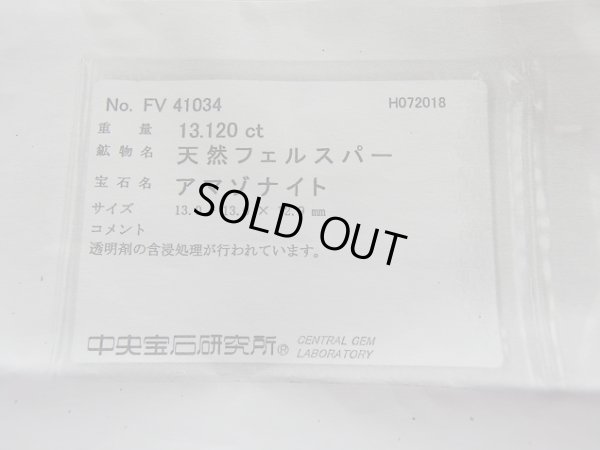 No. FV 41034
H072018
重量 13.120 ct
鉱物名 天然フェルスパー
宝石名 アマゾナイト
サイズ 13.0 mm
コメント
透明剤の含浸処理が行われています。
SOLD OUT
中央宝石研究所® CENTRAL GEM
LABORATORY